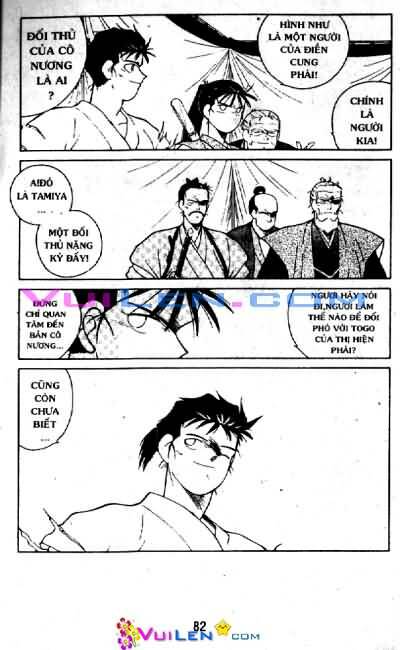 ĐỐI THỦ
CỦA CÔ
NƯƠNG
LÀ AI
?
HÌNH NHƯ
LÀ MỘT NGƯỜI
CỦA ĐIỀN
CUNG
PHÁI!
CHÍNH
LÀ
NGƯỜI
KIA!
A!ĐÓ
LÀ TAMIYA
.....
MỘT ĐỐI
THỦ NẶNG
KÝ ĐẤY!
VuiLen.com
ĐỪNG
CHỈ QUAN
TÂM ĐẾN
BẢN CÔ
NƯƠNG...
NGƯƠI HÃY NÓI
ĐI,NGƯƠI LÀM
THẾ NÀO ĐỂ ĐỐI
PHÓ VỚI TOGO
CỦA THỊ HIỆN
PHÁI?
CŨNG
CÒN
CHƯA
BIẾT
...
82
VuiLen.com